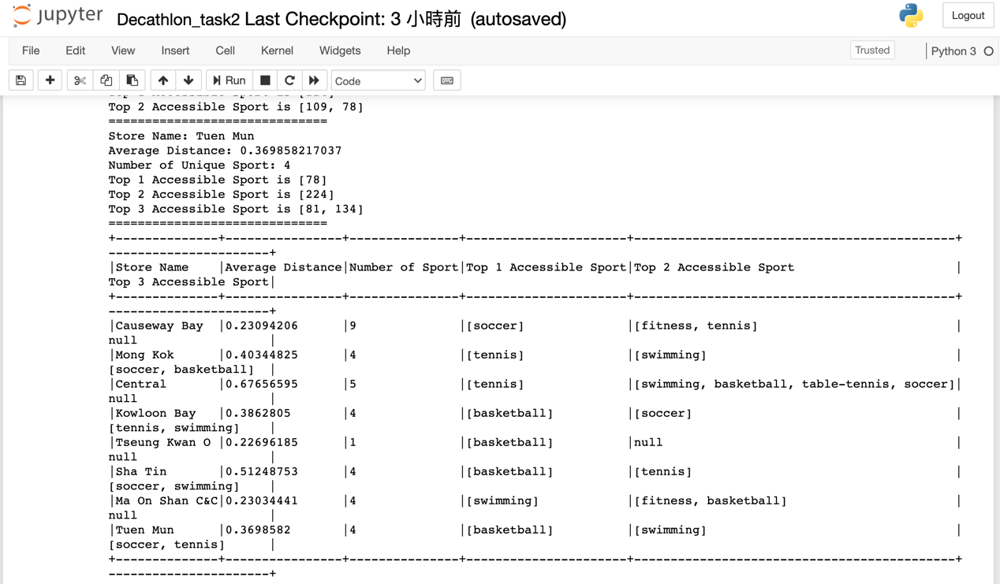 jupyter Decathlon_task2 Last Checkpoint: 3 小時前 (autosaved) Logout
File Edit View Insert Cell Kernel Widgets Help Trusted Python 3
Run Code
Top 2 Accessible Sport is [109, 78]
==============================
Store Name: Tuen Mun
Average Distance: 0.369858217037
Number of Unique Sport: 4
Top 1 Accessible Sport is [78]
Top 2 Accessible Sport is [224]
Top 3 Accessible Sport is [81, 134]
==============================
+--------------+----------------+---------------+----------------------+--------------------------------------------+
----------------------+
|Store Name    |Average Distance|Number of Sport|Top 1 Accessible Sport|Top 2 Accessible Sport                      |
Top 3 Accessible Sport|
+--------------+----------------+---------------+----------------------+--------------------------------------------+
----------------------+
|Causeway Bay  |0.23094206      |9              |[soccer]              |[fitness, tennis]                           |
null                  |
|Mong Kok      |0.40344825      |4              |[tennis]              |[swimming]                                  |
[soccer, basketball]  |
|Central       |0.67656595      |5              |[tennis]              |[swimming, basketball, table-tennis, soccer]|
null                  |
|Kowloon Bay   |0.3862805       |4              |[basketball]          |[soccer]                                    |
[tennis, swimming]    |
|Tseung Kwan O |0.22696185      |1              |[basketball]          |null                                        |
null                  |
|Sha Tin       |0.51248753      |4              |[basketball]          |[tennis]                                    |
[soccer, swimming]    |
|Ma On Shan C&C|0.23034441      |4              |[swimming]            |[fitness, basketball]                       |
null                  |
|Tuen Mun      |0.3698582       |4              |[basketball]          |[swimming]                                  |
[soccer, tennis]      |
+--------------+----------------+---------------+----------------------+--------------------------------------------+
----------------------+